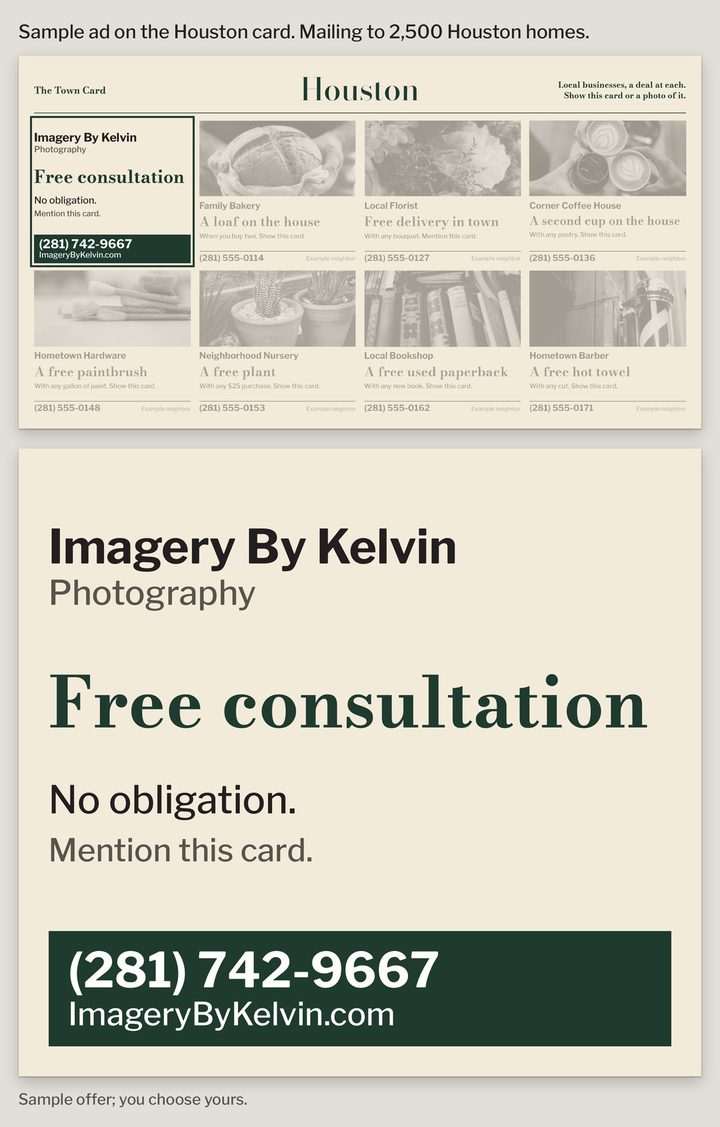 Sample ad on the Houston card. Mailing to 2,500 Houston homes.
The Town Card
Houston
Local businesses, a deal at each.
Show this card or a photo of it.
Imagery By Kelvin
Photography
Free consultation
No obligation.
Mention this card.
(281) 742-9667
ImageryByKelvin.com
Family Bakery
A loaf on the house
When you buy two. Show this card.
(281) 555-0114
Example neighbor
Local Florist
Free delivery in town
With any bouquet. Mention this card.
(281) 555-0127
Example neighbor
Corner Coffee House
A second cup on the house
With any pastry. Show this card.
(281) 555-0136
Example neighbor
Hometown Hardware
A free paintbrush
With any gallon of paint. Show this card.
(281) 555-0148
Example neighbor
Neighborhood Nursery
A free plant
With any $25 purchase. Show this card.
(281) 555-0153
Example neighbor
Local Bookshop
A free used paperback
With any new book. Show this card.
(281) 555-0162
Example neighbor
Hometown Barber
A free hot towel
With any cut. Show this card.
(281) 555-0171
Example neighbor
Imagery By Kelvin
Photography
Free consultation
No obligation.
Mention this card.
(281) 742-9667
ImageryByKelvin.com
Sample offer; you choose yours.